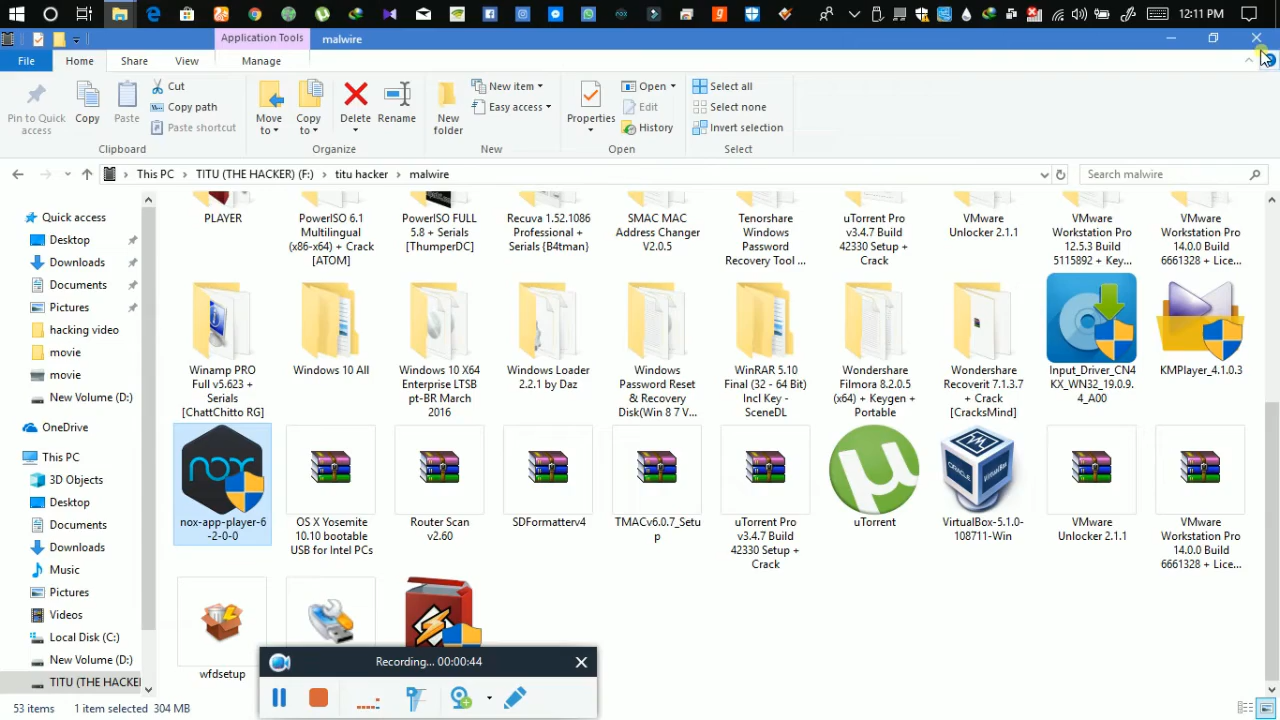 12:11 PM
Application Tools
malwire
File
Home
Share
View
Manage
Pin to Quick
access
Copy
Paste
Cut
Copy path
Paste shortcut
Clipboard
Move
to
Copy
to
Delete
Rename
Organize
New
folder
New item
Easy access
New
Properties
Open
Edit
History
Open
Select all
Select none
Invert selection
Select
This PC
TITU (THE HACKER) (F:)
titu hacker
malwire
Search malwire
Quick access
Desktop
Downloads
Documents
Pictures
hacking video
movie
movie
New Volume (D:)
OneDrive
This PC
3D Objects
Desktop
Documents
Downloads
Music
Pictures
Videos
Local Disk (C:)
New Volume (D:)
TITU (THE HACKE
PLAYER
PowerISO 6.1
Multilingual
(x86-x64) + Crack
[ATOM]
PowerISO FULL
5.8 + Serials
[ThumperDC]
Recuva 1.52.1086
Professional +
Serials {B4tman}
SMAC MAC
Address Changer
V2.0.5
Tenorshare
Windows
Password
Recovery Tool ...
uTorrent Pro
v3.4.7 Build
42330 Setup +
Crack
VMware
Unlocker 2.1.1
VMware
Workstation Pro
12.5.3 Build
5115892 + Key...
VMware
Workstation Pro
14.0.0 Build
6661328 + Lice...
Winamp PRO
Full v5.623 +
Serials
[ChattChitto RG]
Windows 10 All
Windows 10 X64
Enterprise LTSB
pt-BR March
2016
Windows Loader
2.2.1 by Daz
Windows
Password Reset
& Recovery
Disk(Win 8 7 V...
WinRAR 5.10
Final (32 - 64 Bit)
Incl Key -
SceneDL
Wondershare
Filmora 8.2.0.5
(x64) + Keygen +
Portable
Wondershare
Recoverit 7.1.3.7
+ Crack
[CracksMind]
Input_Driver_CN4
KX_WN32_19.0.9.
4_A00
KMPlayer_4.1.0.3
nox
nox-app-player-6
-2-0-0
OS X Yosemite
10.10 bootable
USB for Intel PCs
Router Scan
v2.60
SDFormatterv4
TMACv6.0.7_Setu
p
uTorrent Pro
v3.4.7 Build
42330 Setup +
Crack
µ
uTorrent
VirtualBox-5.1.0-
108711-Win
VMware
Unlocker 2.1.1
VMware
Workstation Pro
14.0.0 Build
6661328 + Lice...
wfdsetup
Recording... 00:00:44
53 items
1 item selected 304 MB